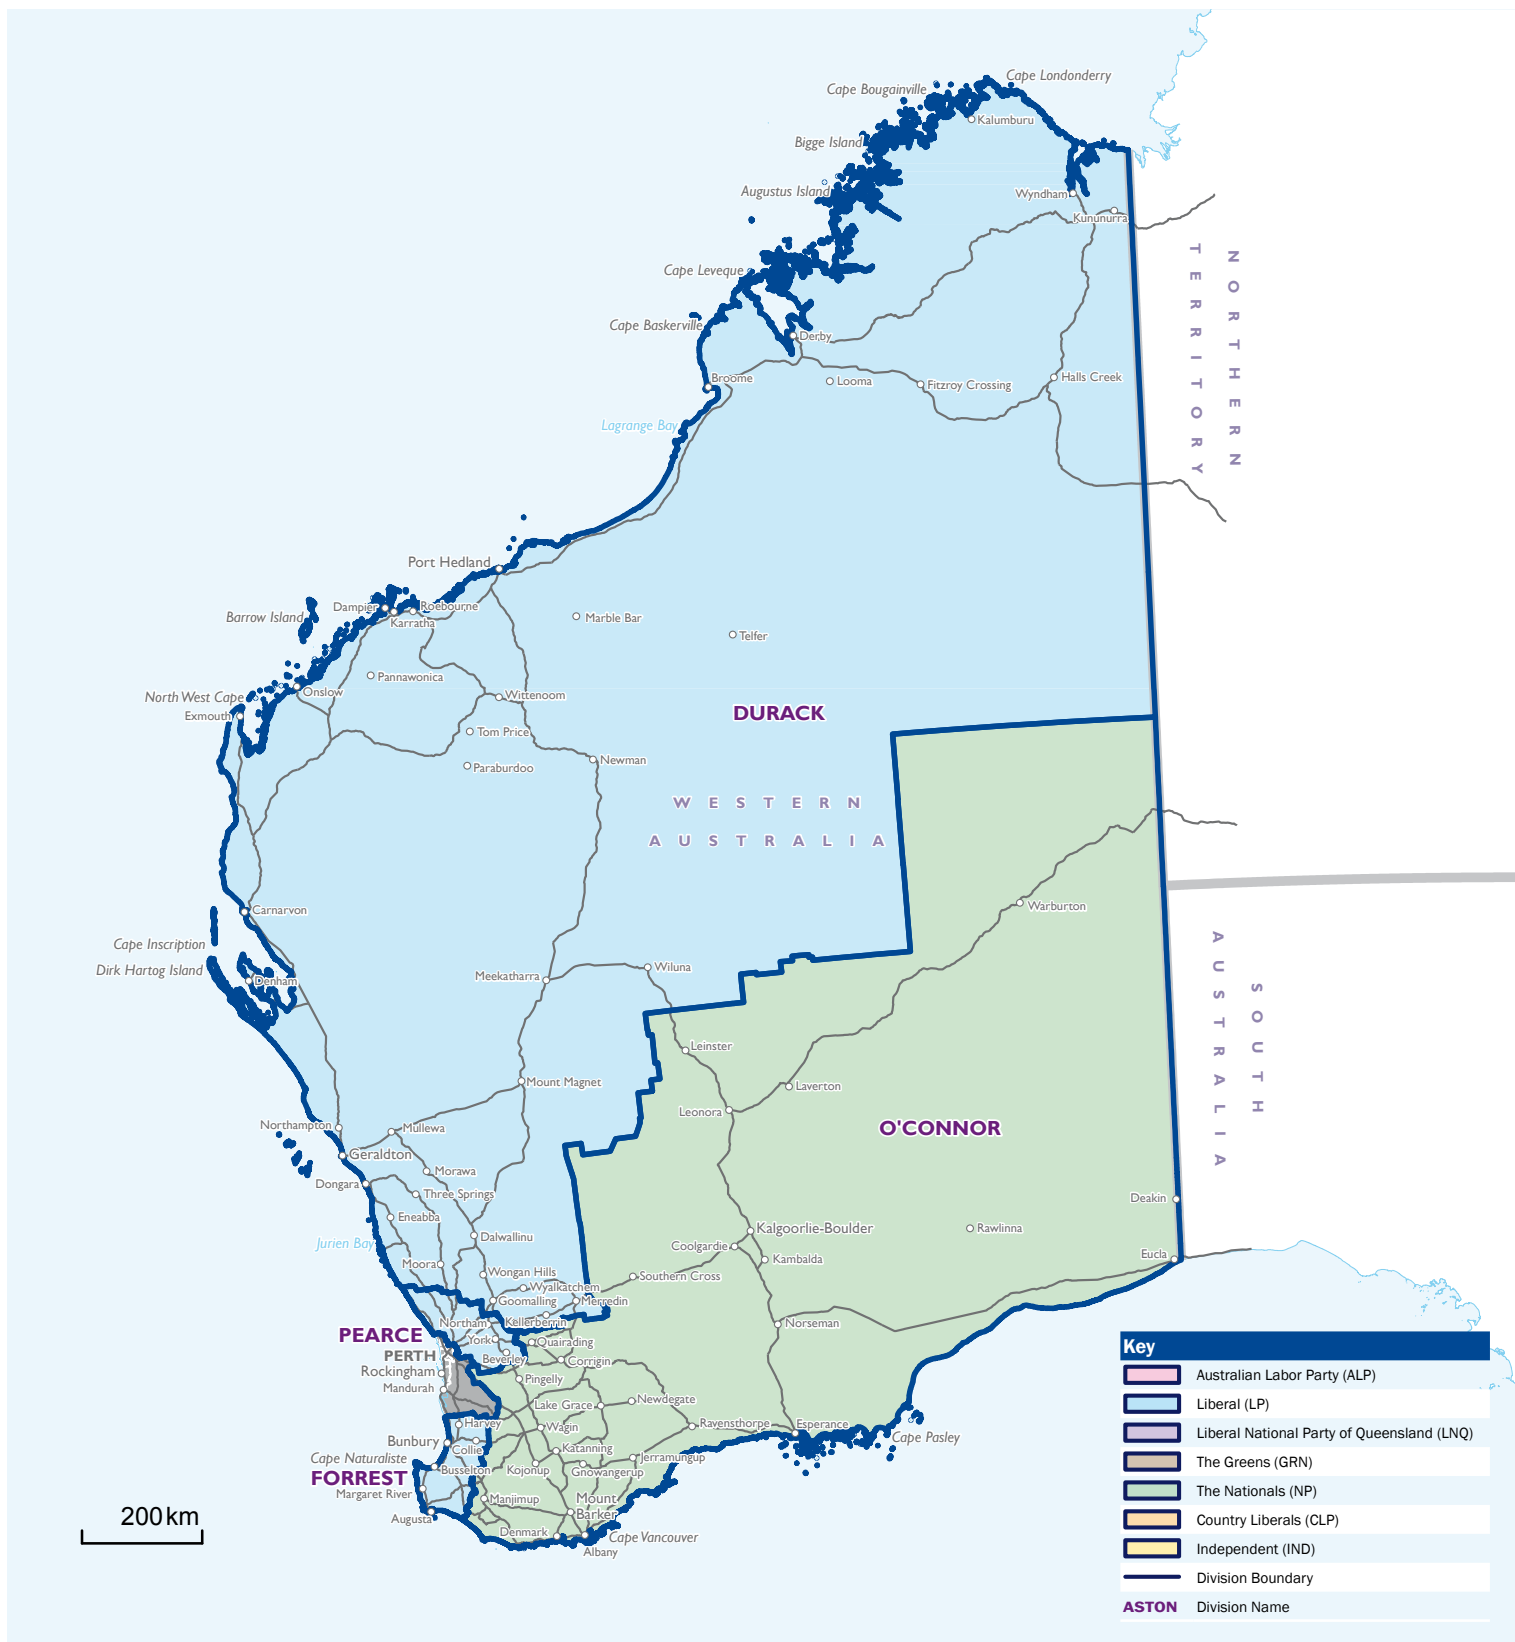 Cape Londonderry
Cape Bougainville
Kalumburu
Bigge Island
Augustus Island
Wyndham
Kununurra
NORTHERN
TERRITORY
Cape Leveque
Cape Baskerville
Derby
Broome
Looma
Fitzroy Crossing
Halls Creek
Lagrange Bay
Port Hedland
Dampier
Roebourne
Karratha
Barrow Island
Marble Bar
Telfer
Pannawonica
Onslow
North West Cape
Wittenoom
Exmouth
DURACK
Tom Price
Paraburdoo
Newman
WESTERN
AUSTRALIA
Warburton
Carnarvon
Cape Inscription
Dirk Hartog Island
Denham
Meekatharra
Wiluna
SOUTH
AUSTRALIA
Leinster
Mount Magnet
Laverton
Leonora
Northampton
Mullewa
O'CONNOR
Geraldton
Morawa
Dongara
Three Springs
Deakin
Eneabba
Kalgoorlie-Boulder
Rawlinna
Jurien Bay
Dalwallinu
Coolgardie
Kambalda
Eucla
Moora
Wongan Hills
Southern Cross
Wyalkatchem
Goomalling
Merredin
Northam
Kellerberrin
Norseman
PEARCE
York
Quairading
PERTH
Beverley
Corrigin
Rockingham
Pingelly
Mandurah
Lake Grace
Newdegate
Harvey
Wagin
Ravensthorpe
Esperance
Cape Pasley
Bunbury
Collie
Katanning
Cape Naturaliste
Jerramungup
Busselton
Kojonup
Gnowangerup
FORREST
Margaret River
Manjimup
Mount
Barker
Augusta
Denmark
Cape Vancouver
Albany
200km
Key
Australian Labor Party (ALP)
Liberal (LP)
Liberal National Party of Queensland (LNQ)
The Greens (GRN)
The Nationals (NP)
Country Liberals (CLP)
Independent (IND)
Division Boundary
ASTON Division Name